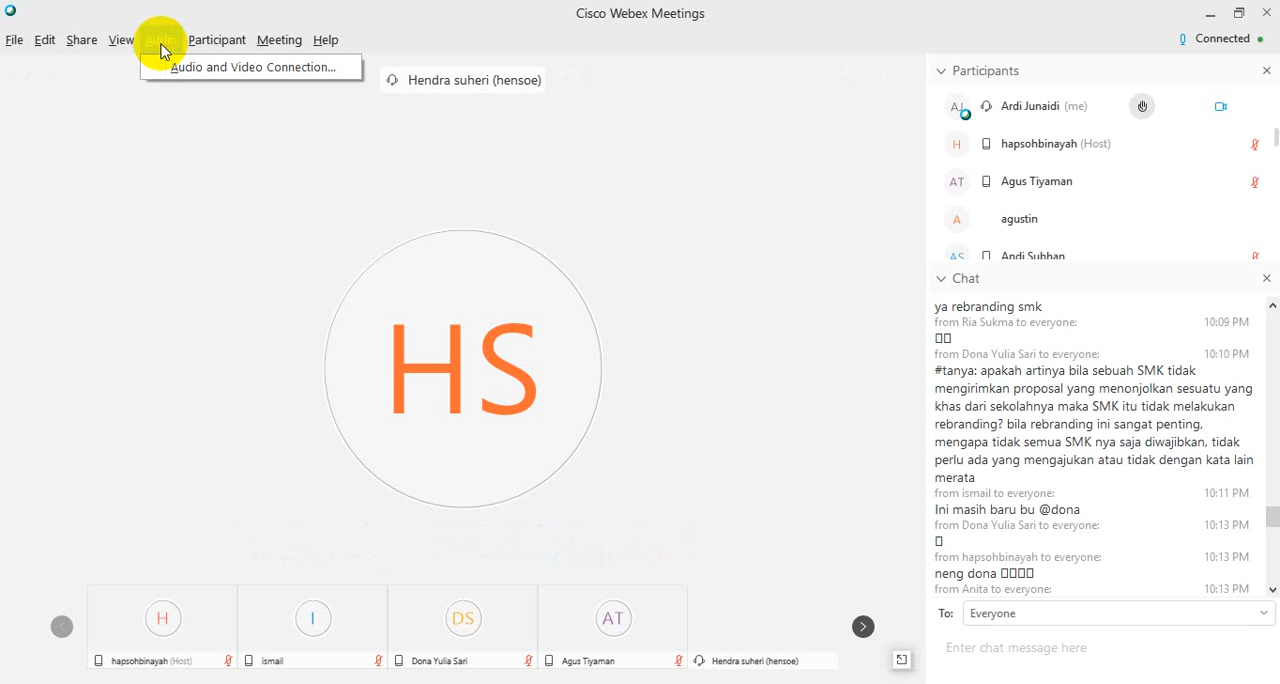 Cisco Webex Meetings
File Edit Share View Audio Participant Meeting Help
Connected
Audio and Video Connection...
Hendra suheri (hensoe)
HS
H hapsohbinayah (Host)
I ismail
DS Dona Yulia Sari
AT Agus Tiyaman
Hendra suheri (hensoe)
Participants
AJ Ardi Junaidi (me)
H hapsohbinayah (Host)
AT Agus Tiyaman
A agustin
AS Andi Subhan
Chat
ya rebranding smk
from Ria Sukma to everyone: 10:09 PM
from Dona Yulia Sari to everyone: 10:10 PM
#tanya: apakah artinya bila sebuah SMK tidak
mengirimkan proposal yang menonjolkan sesuatu yang
khas dari sekolahnya maka SMK itu tidak melakukan
rebranding? bila rebranding ini sangat penting,
mengapa tidak semua SMK nya saja diwajibkan, tidak
perlu ada yang mengajukan atau tidak dengan kata lain
merata
from ismail to everyone: 10:11 PM
Ini masih baru bu @dona
from Dona Yulia Sari to everyone: 10:13 PM
from hapsohbinayah to everyone: 10:13 PM
neng dona
from Anita to everyone: 10:13 PM
To: Everyone
Enter chat message here